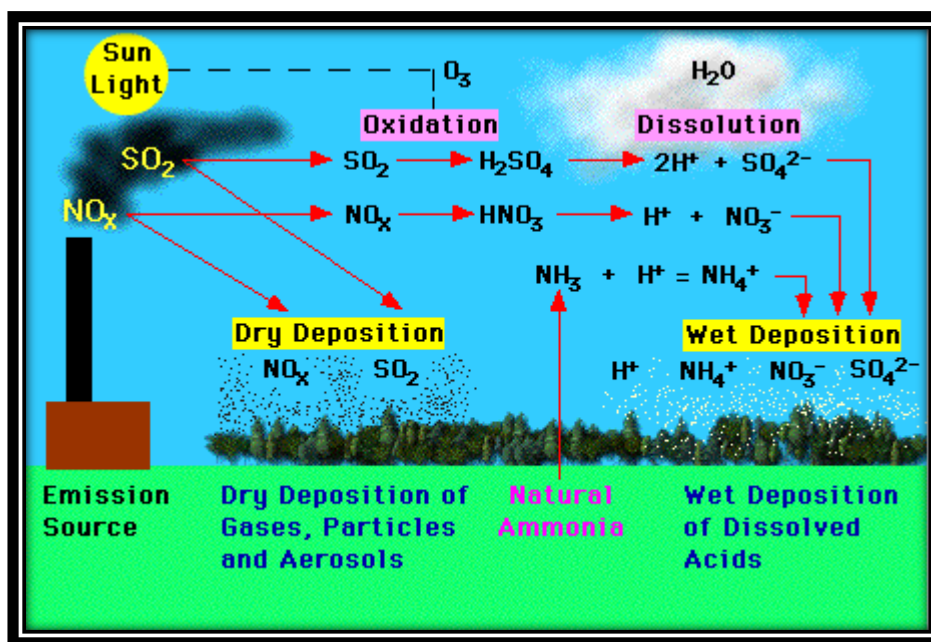 Sun
Light
O₃
H₂O
Oxidation
Dissolution
SO₂
SO₂
H₂SO₄
2H⁺ + SO₄²⁻
NOₓ
NOₓ
HNO₃
H⁺ + NO₃⁻
NH₃ + H⁺ = NH₄⁺
Dry Deposition
Wet Deposition
NOₓ
SO₂
H⁺
NH₄⁺
NO₃⁻
SO₄²⁻
Emission
Source
Dry Deposition of
Gases, Particles
and Aerosols
Natural
Ammonia
Wet Deposition
of Dissolved
Acids